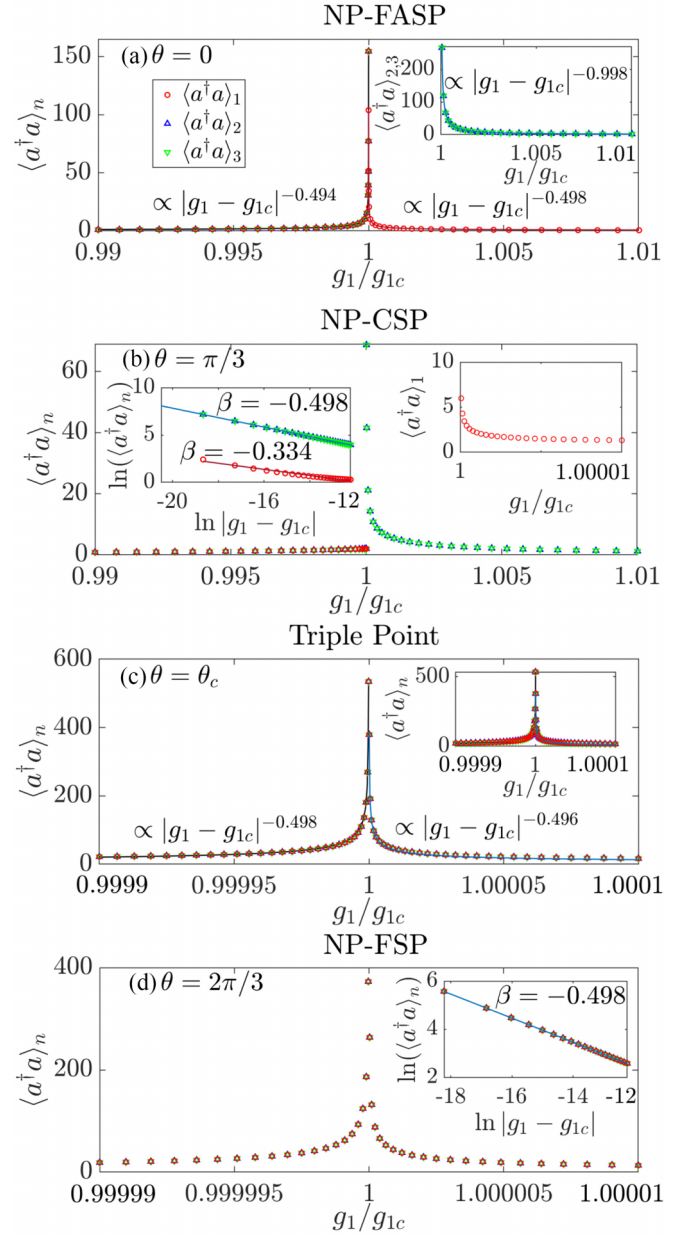 NP-FASP
(a) θ = 0
⟨a†a⟩₁
⟨a†a⟩₂
⟨a†a⟩₃
∝ |g₁ − g₁c|^−0.494
∝ |g₁ − g₁c|^−0.498
150
100
50
0
⟨a†a⟩ₙ
0.99 0.995 1 1.005 1.01
g₁/g₁c
∝ |g₁ − g₁c|^−0.998
200
100
0
⟨a†a⟩₂,₃
1 1.005 1.01
g₁/g₁c
NP-CSP
(b) θ = π/3
60
40
20
0
⟨a†a⟩ₙ
0.99 0.995 1 1.005 1.01
g₁/g₁c
β = −0.498
β = −0.334
10
5
0
ln(⟨a†a⟩ₙ)
-20 -16 -12
ln |g₁ − g₁c|
10
5
0
⟨a†a⟩₁
1 1.00001
g₁/g₁c
Triple Point
(c) θ = θc
∝ |g₁ − g₁c|^−0.498
∝ |g₁ − g₁c|^−0.496
600
400
200
0
⟨a†a⟩ₙ
0.9999 0.99995 1 1.00005 1.0001
g₁/g₁c
500
0
⟨a†a⟩ₙ
0.9999 1 1.0001
g₁/g₁c
NP-FSP
(d) θ = 2π/3
400
200
0
⟨a†a⟩ₙ
0.99999 0.999995 1 1.000005 1.00001
g₁/g₁c
β = −0.498
6
4
2
ln(⟨a†a⟩ₙ)
-18 -16 -14 -12
ln |g₁ − g₁c|